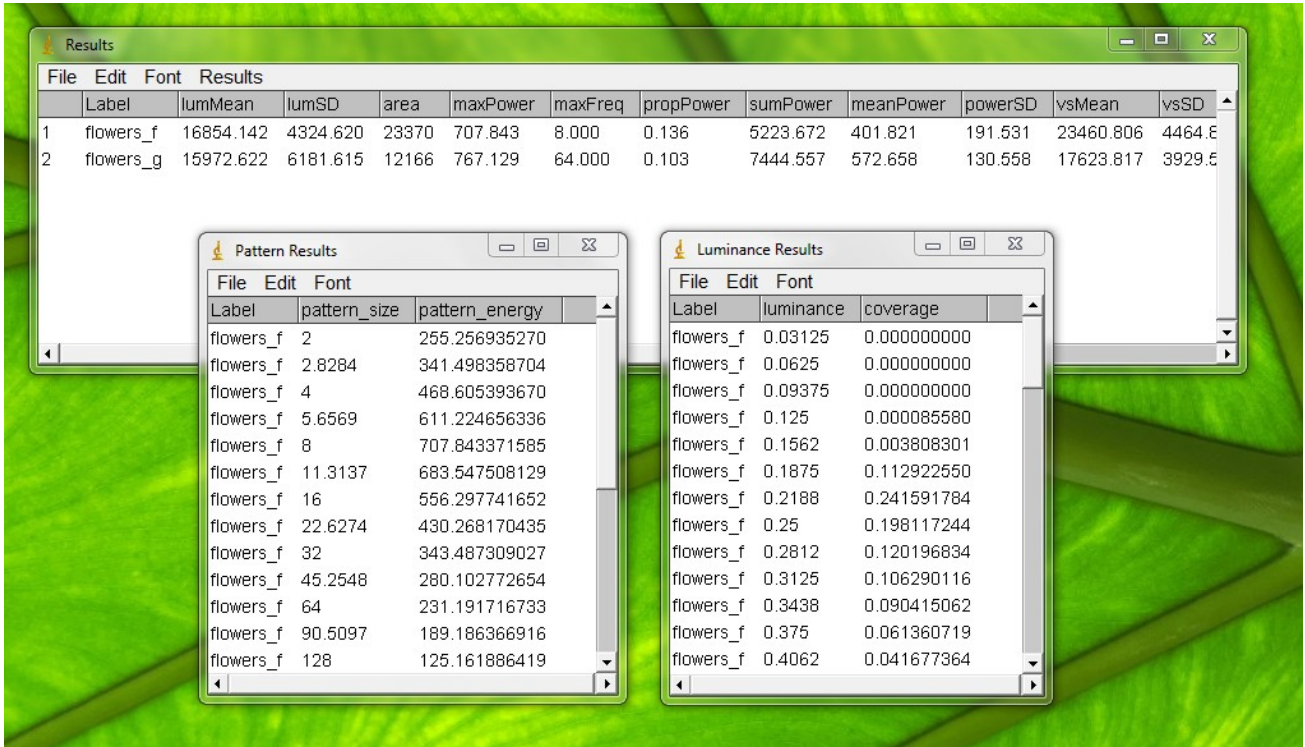 Results
File Edit Font Results
Label lumMean lumSD area maxPower maxFreq propPower sumPower meanPower powerSD vsMean vsSD
1 flowers_f 16854.142 4324.620 23370 707.843 8.000 0.136 5223.672 401.821 191.531 23460.806 4464.8
2 flowers_g 15972.622 6181.615 12166 767.129 64.000 0.103 7444.557 572.658 130.558 17623.817 3929.5
Pattern Results
File Edit Font
Label pattern_size pattern_energy
flowers_f 2 255.256935270
flowers_f 2.8284 341.498358704
flowers_f 4 468.605393670
flowers_f 5.6569 611.224656336
flowers_f 8 707.843371585
flowers_f 11.3137 683.547508129
flowers_f 16 556.297741652
flowers_f 22.6274 430.268170435
flowers_f 32 343.487309027
flowers_f 45.2548 280.102772654
flowers_f 64 231.191716733
flowers_f 90.5097 189.186366916
flowers_f 128 125.161886419
Luminance Results
File Edit Font
Label luminance coverage
flowers_f 0.03125 0.000000000
flowers_f 0.0625 0.000000000
flowers_f 0.09375 0.000000000
flowers_f 0.125 0.000085580
flowers_f 0.1562 0.003808301
flowers_f 0.1875 0.112922550
flowers_f 0.2188 0.241591784
flowers_f 0.25 0.198117244
flowers_f 0.2812 0.120196834
flowers_f 0.3125 0.106290116
flowers_f 0.3438 0.090415062
flowers_f 0.375 0.061360719
flowers_f 0.4062 0.041677364